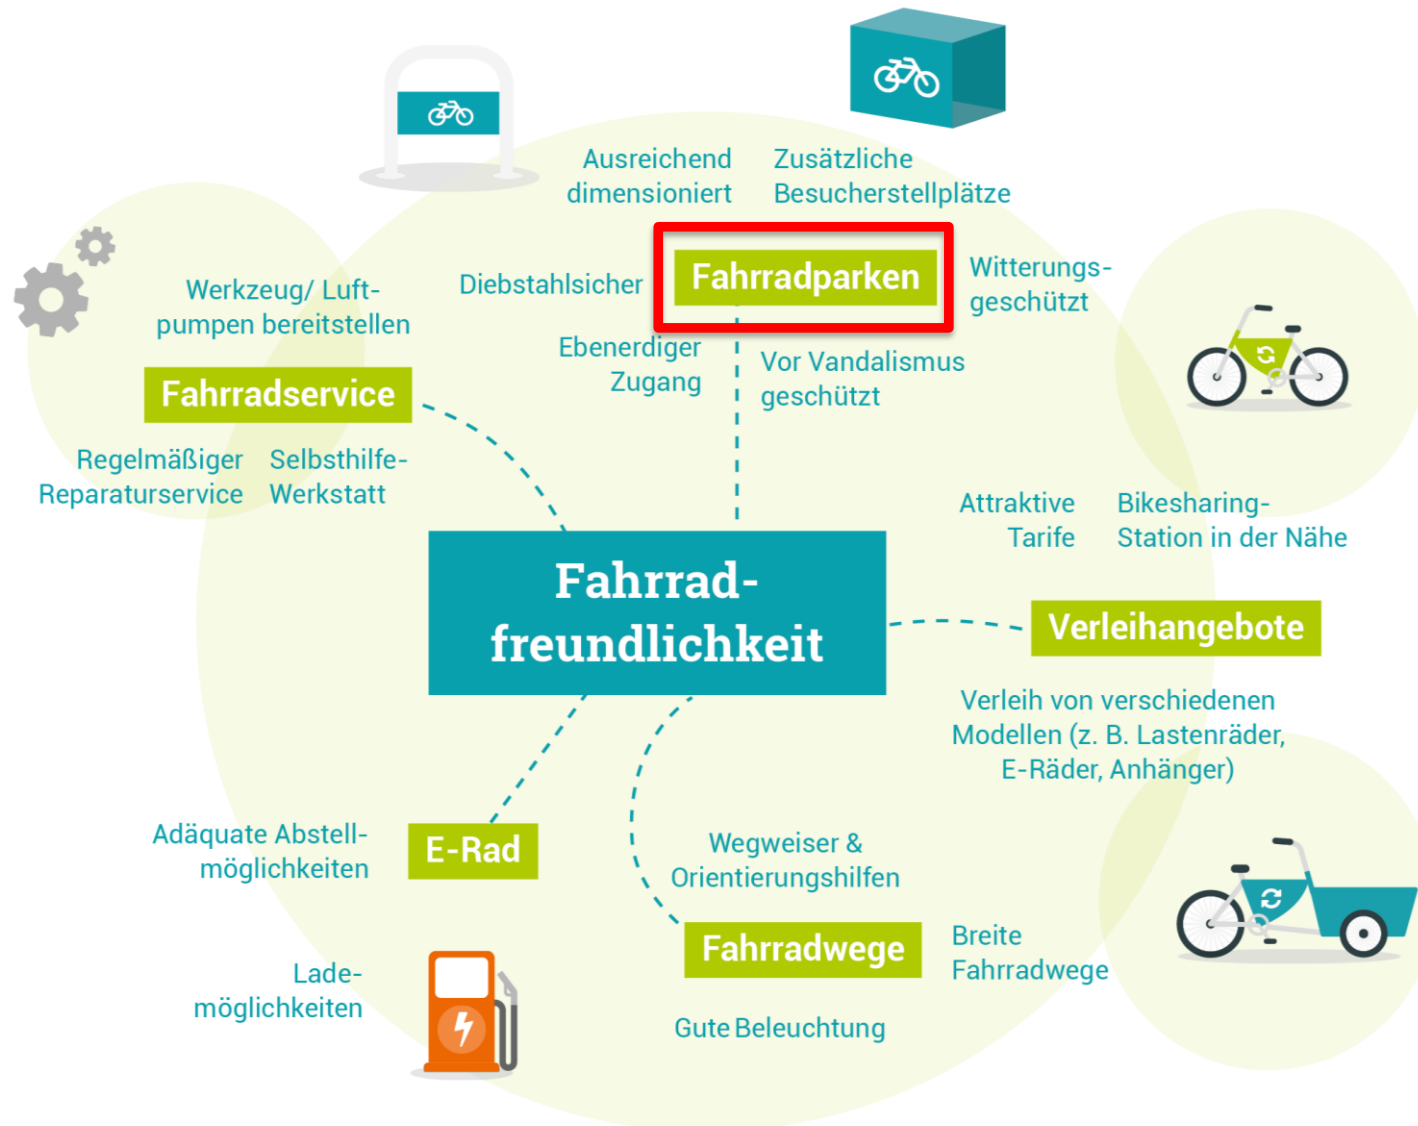 Ausreichend
dimensioniert
Zusätzliche
Besucherstellplätze
Diebstahlsicher
Fahrradparken
Witterungs-
geschützt
Ebenerdiger
Zugang
Vor Vandalismus
geschützt
Werkzeug/ Luft-
pumpen bereitstellen
Fahrradservice
Regelmäßiger
Reparaturservice
Selbsthilfe-
Werkstatt
Fahrrad-
freundlichkeit
Attraktive
Tarife
Bikesharing-
Station in der Nähe
Verleihangebote
Verleih von verschiedenen
Modellen (z. B. Lastenräder,
E-Räder, Anhänger)
Adäquate Abstell-
möglichkeiten
E-Rad
Lade-
möglichkeiten
Wegweiser &
Orientierungshilfen
Fahrradwege
Breite
Fahrradwege
Gute Beleuchtung